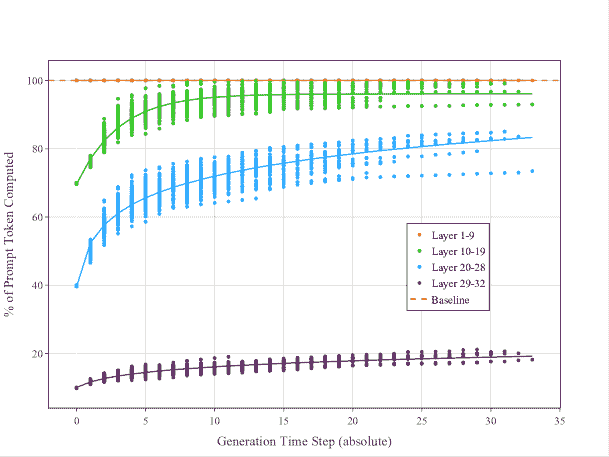 100
80
60
40
20
% of Prompt Token Computed
Layer 1-9
Layer 10-19
Layer 20-28
Layer 29-32
Baseline
0 5 10 15 20 25 30 35
Generation Time Step (absolute)